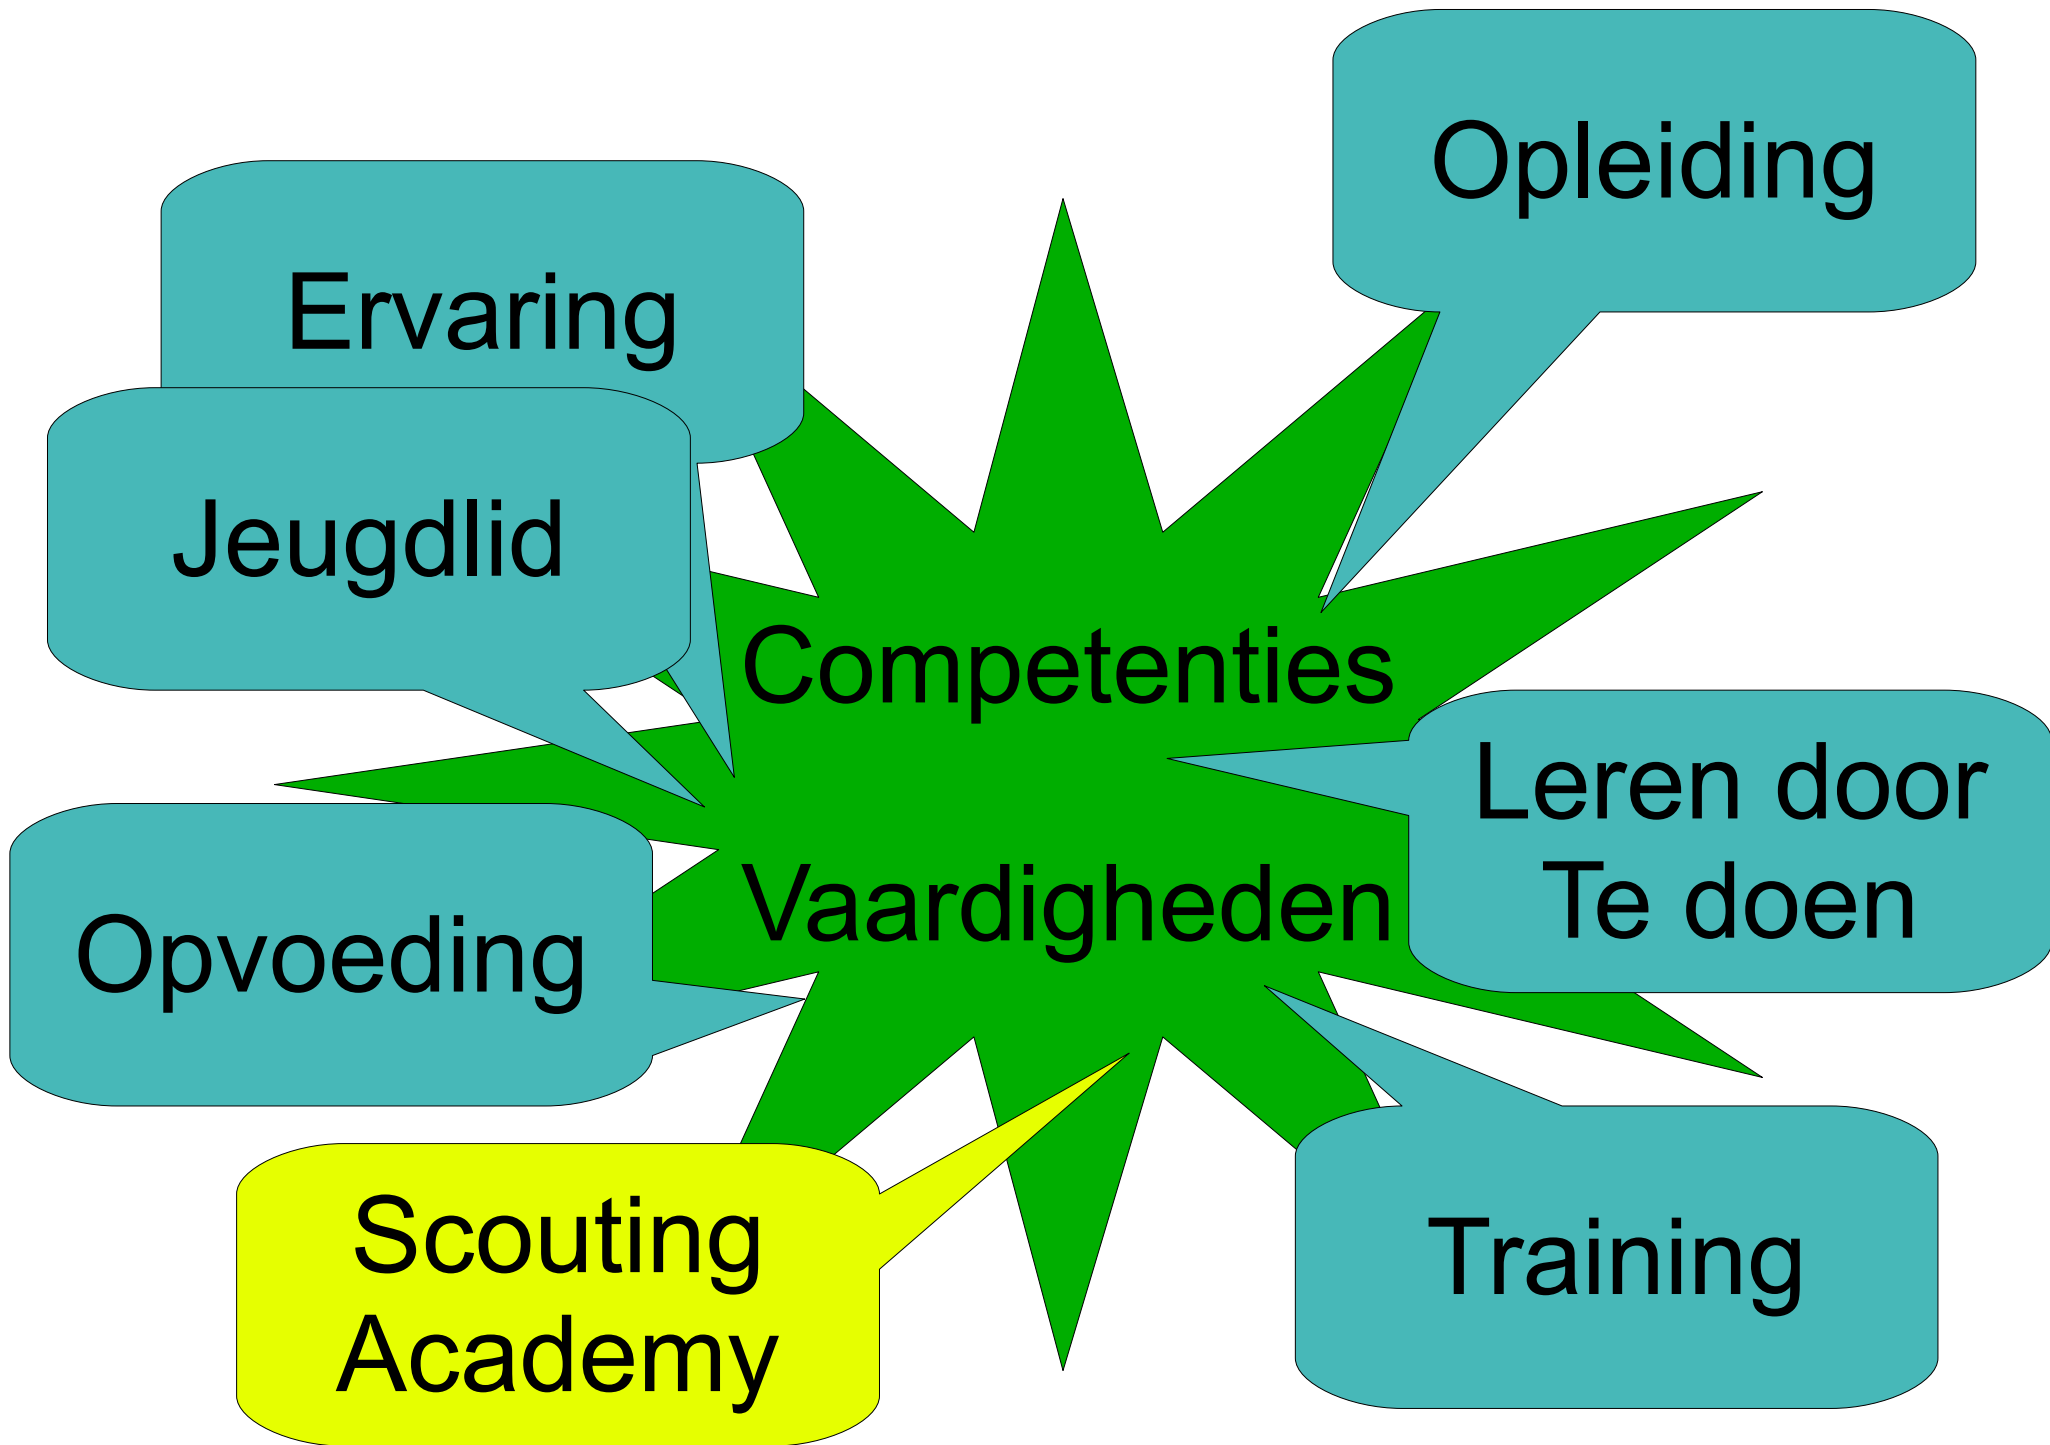 Opleiding
Ervaring
Jeugdlid
Competenties
Leren door
Te doen
Vaardigheden
Opvoeding
Scouting
Academy
Training